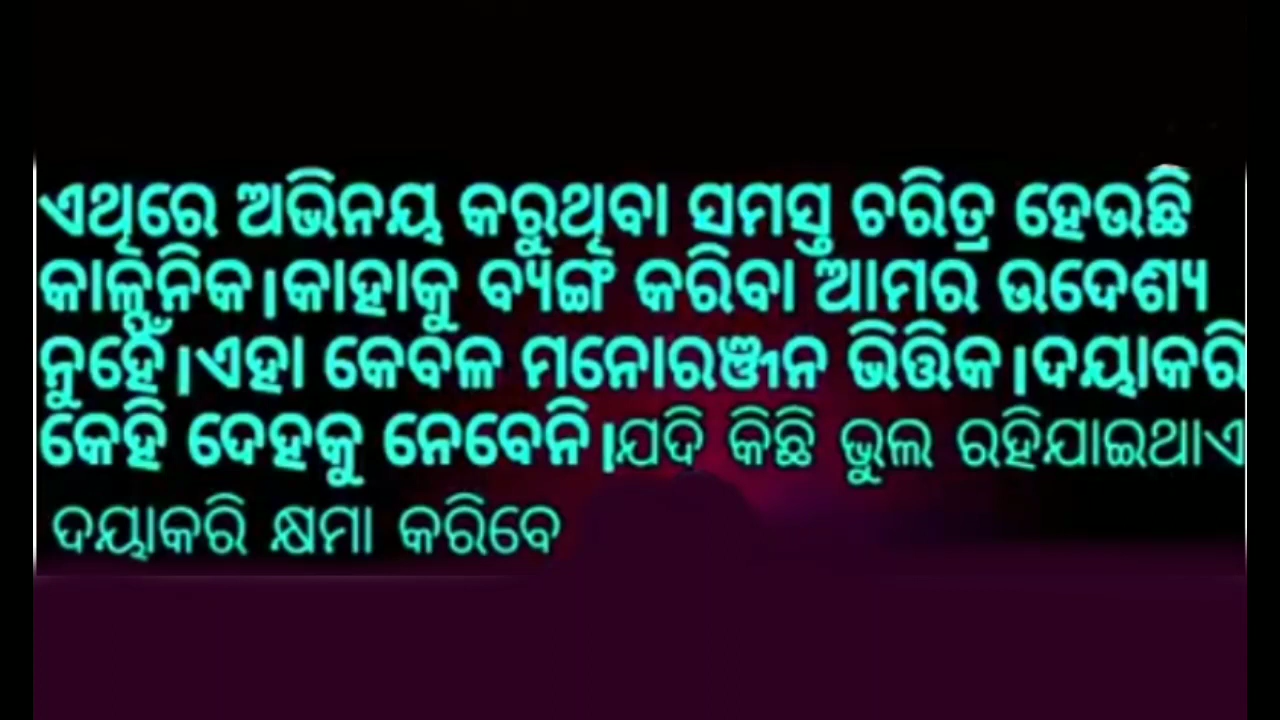 ଏଥିରେ ଅଭିନୟ କରୁଥିବା ସମସ୍ତ ଚରିତ୍ର ହେଉଛି
କାଳ୍ପନିକ।କାହାକୁ ବ୍ୟଙ୍ଗ କରିବା ଆମର ଉଦେଶ୍ୟ
ନୁହେଁ।ଏହା କେବଳ ମନୋରଞ୍ଜନ ଭିତ୍ତିକ।ଦୟାକରି
କେହି ଦେହକୁ ନେବେନି।ଯଦି କିଛି ଭୁଲ ରହିଯାଇଥାଏ
ଦୟାକରି କ୍ଷମା କରିବେ